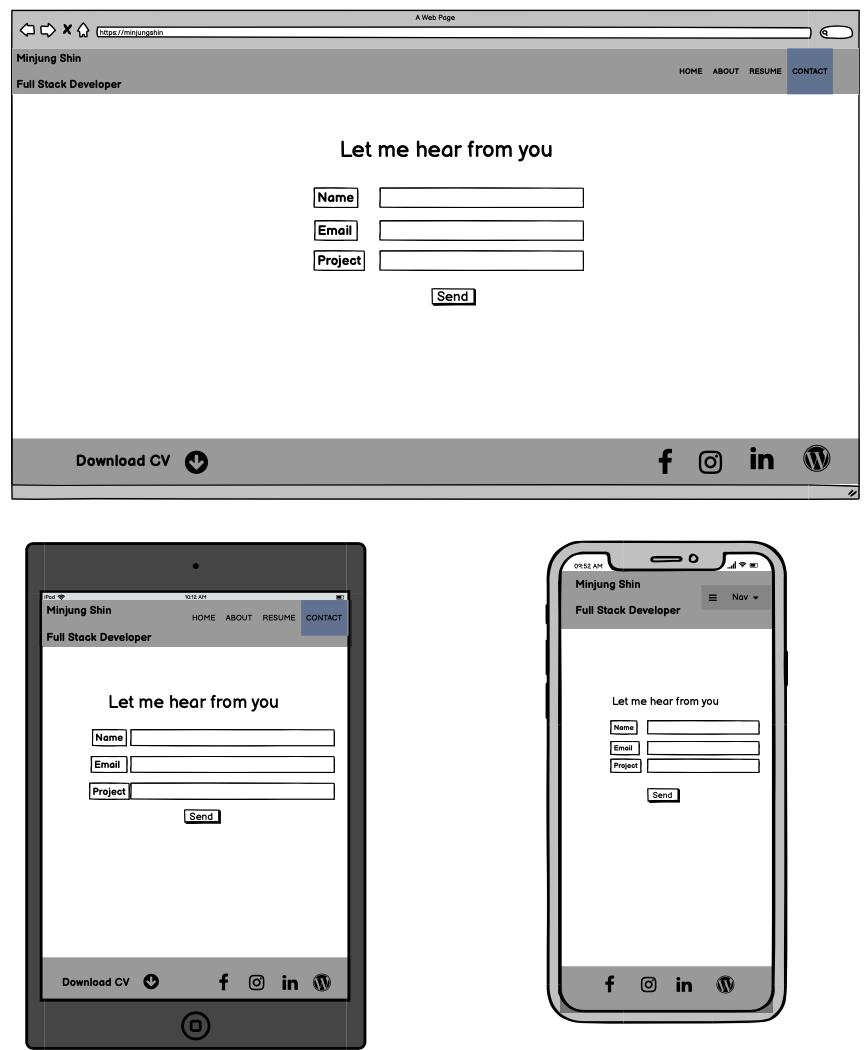 A Web Page
https://minjungshin
Minjung Shin
Full Stack Developer
HOME ABOUT RESUME CONTACT
Let me hear from you
Name
Email
Project
Send
Download CV
f in W
iPad 10:12 AM
Minjung Shin
Full Stack Developer
HOME ABOUT RESUME CONTACT
Let me hear from you
Name
Email
Project
Send
Download CV
f in W
09:52 AM
Minjung Shin
Full Stack Developer
Nav
Let me hear from you
Name
Email
Project
Send
f in W